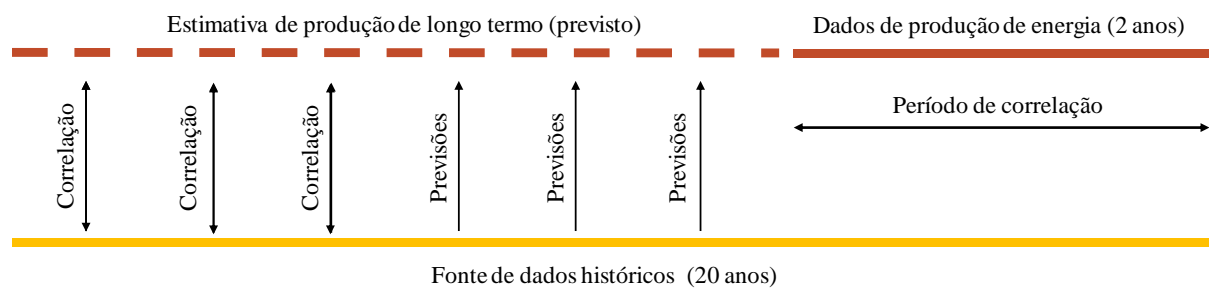 Estimativa de produção de longo termo (previsto)
Dados de produção de energia (2 anos)
Correlação
Correlação
Correlação
Previsões
Previsões
Previsões
Período de correlação
Fonte de dados históricos (20 anos)